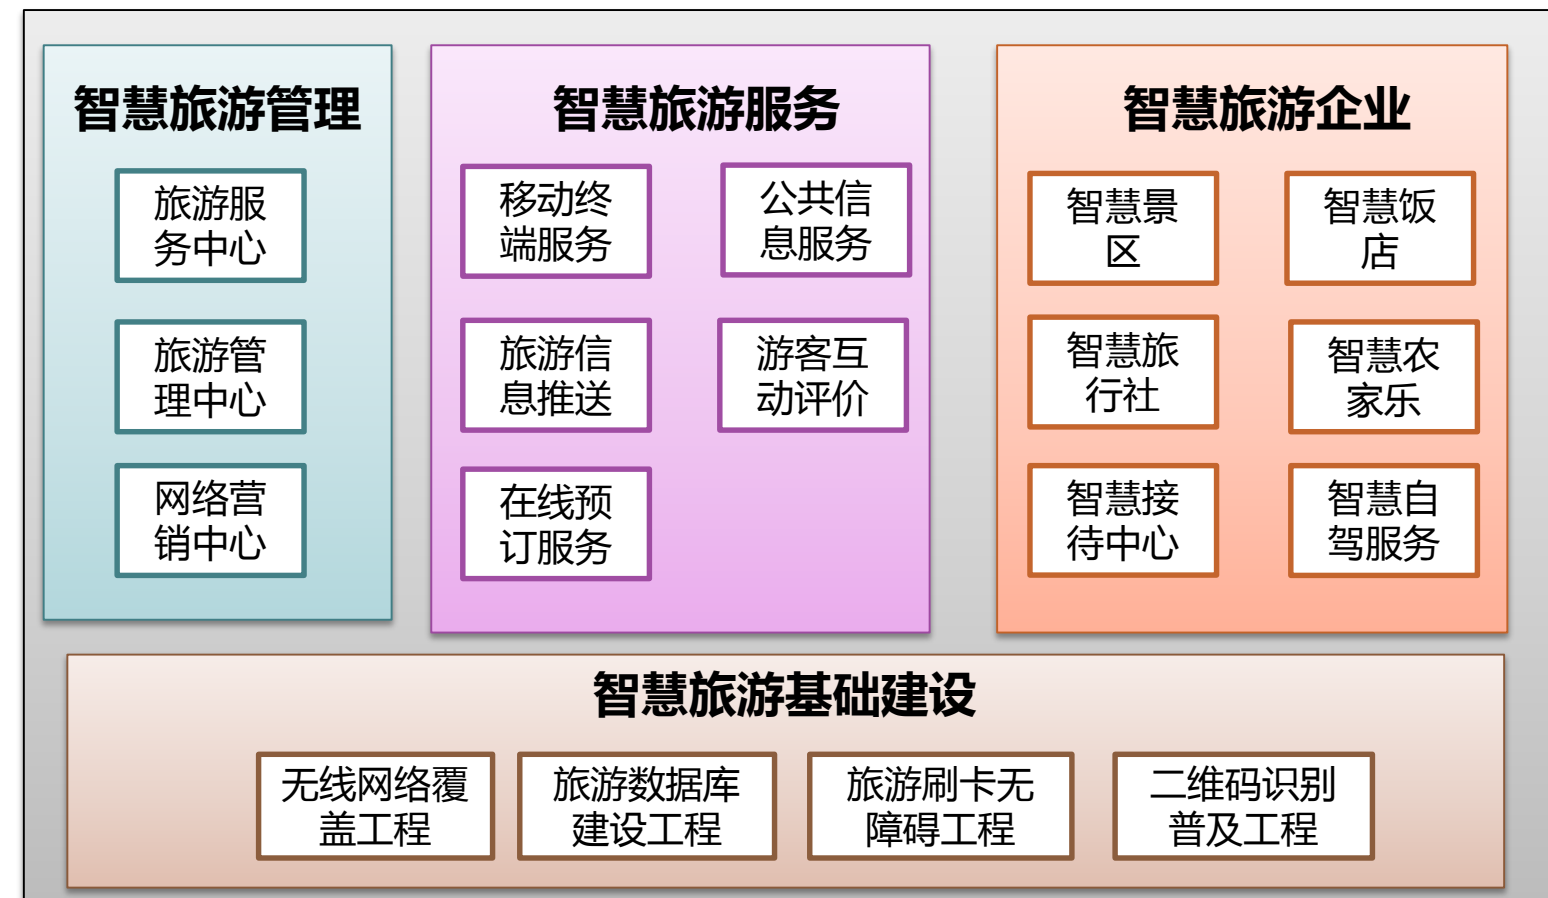 智慧旅游管理
旅游服
务中心
旅游管
理中心
网络营
销中心
智慧旅游服务
移动终
端服务
公共信
息服务
旅游信
息推送
游客互
动评价
在线预
订服务
智慧旅游企业
智慧景
区
智慧饭
店
智慧旅
行社
智慧农
家乐
智慧接
待中心
智慧自
驾服务
智慧旅游基础建设
无线网络覆
盖工程
旅游数据库
建设工程
旅游刷卡无
障碍工程
二维码识别
普及工程